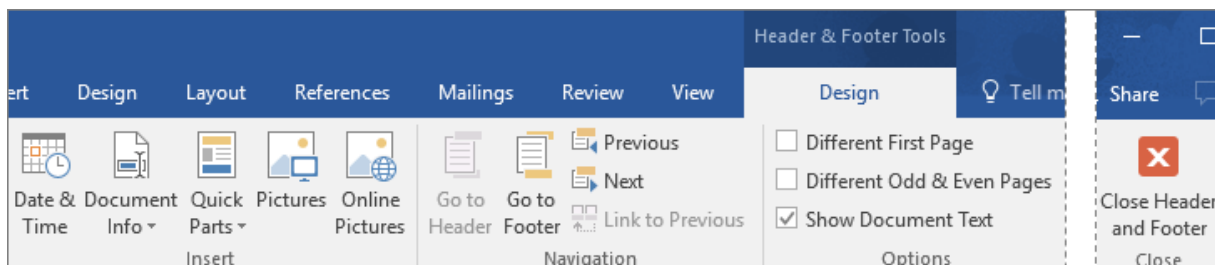 Header & Footer Tools
ert Design Layout References Mailings Review View Design Tell m Share
Different First Page
Different Odd & Even Pages
Show Document Text
Previous
Next
Link to Previous
Date & Time
Document Info
Quick Parts
Pictures
Online Pictures
Go to Header
Go to Footer
Close Header and Footer
Insert Navigation Options Close